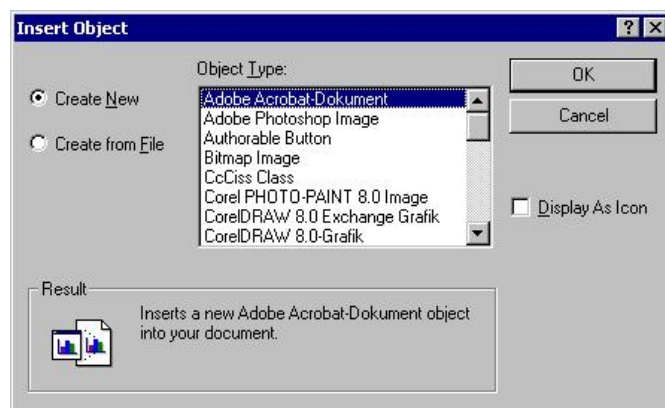 Insert Object
Object Type:
Create New
Create from File
Adobe Acrobat-Dokument
Adobe Photoshop Image
Authorable Button
Bitmap Image
CcCiss Class
Corel PHOTO-PAINT 8.0 Image
CorelDRAW 8.0 Exchange Grafik
CorelDRAW 8.0-Grafik
OK
Cancel
Display As Icon
Result
Inserts a new Adobe Acrobat-Dokument object
into your document.